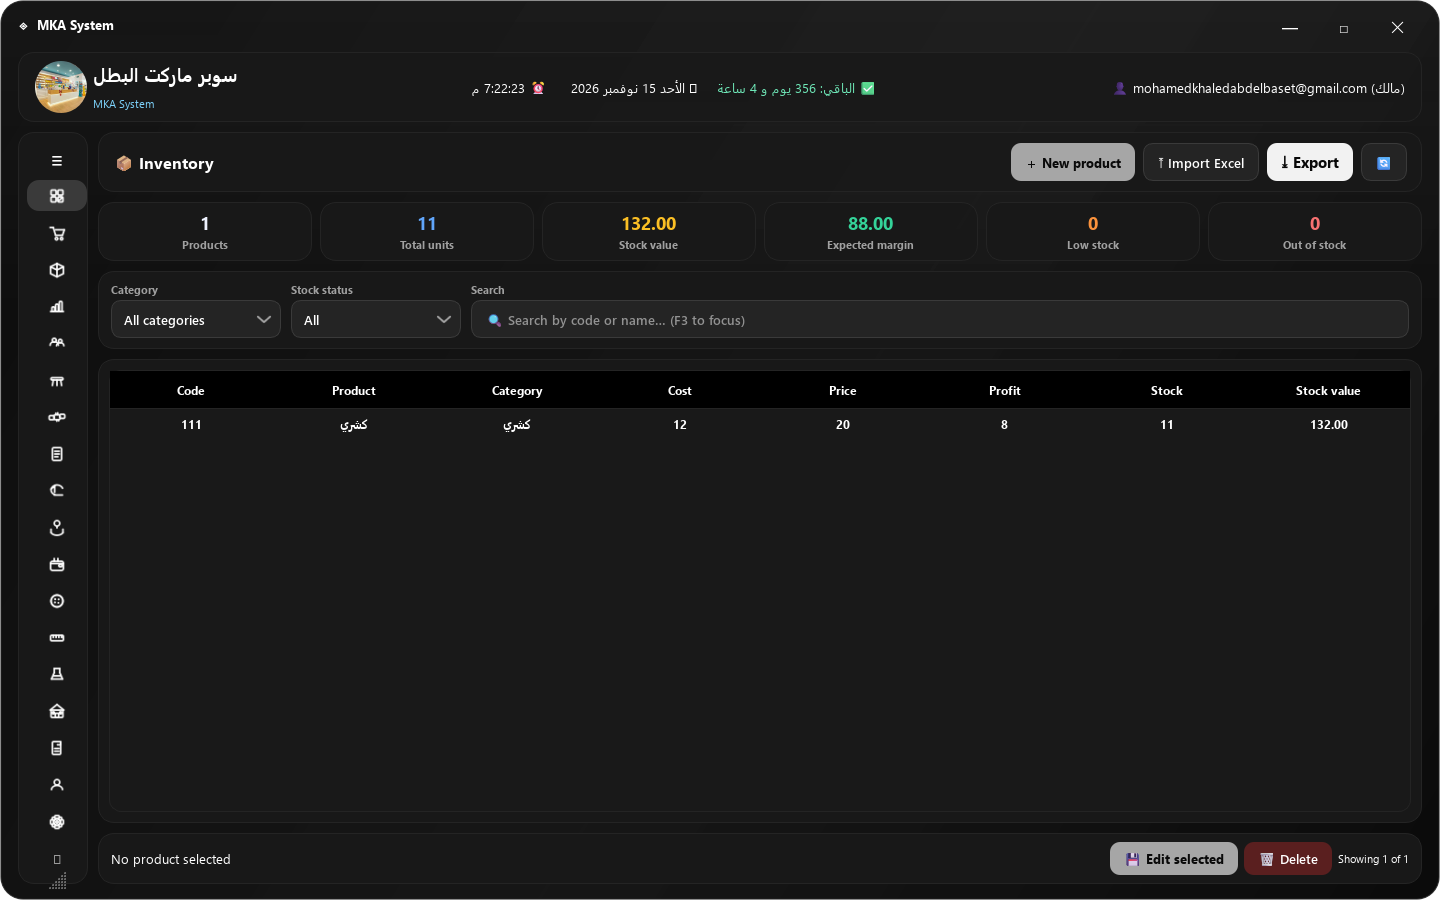 MKA System
سوبر ماركت البطل
MKA System
7:22:23 م
الأحد 15 نوفمبر 2026
الباقي: 356 يوم و 4 ساعة
mohamedkhaledabdelbaset@gmail.com (مالك)
Inventory
+ New product
Import Excel
Export
1
Products
11
Total units
132.00
Stock value
88.00
Expected margin
0
Low stock
0
Out of stock
Category
Stock status
Search
All categories
All
Search by code or name... (F3 to focus)
Code Product Category Cost Price Profit Stock Stock value
111 كشري كشري 12 20 8 11 132.00
No product selected
Edit selected
Delete
Showing 1 of 1